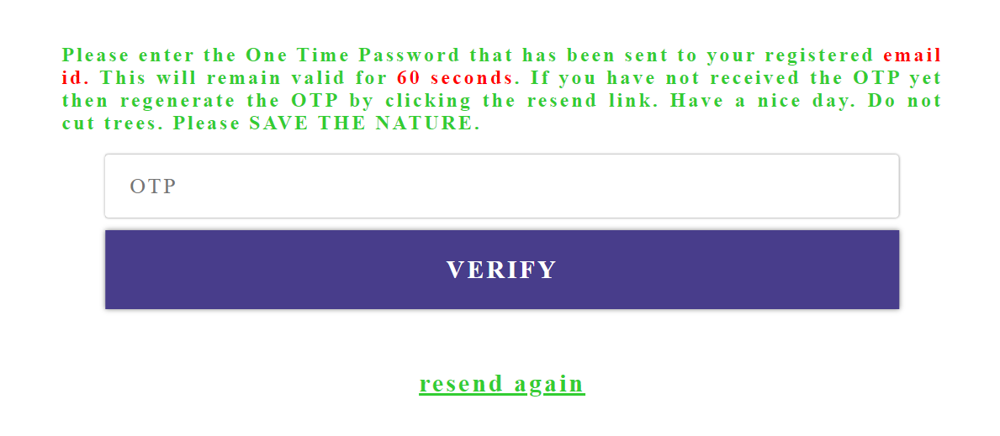 Please enter the One Time Password that has been sent to your registered email
id. This will remain valid for 60 seconds. If you have not received the OTP yet
then regenerate the OTP by clicking the resend link. Have a nice day. Do not
cut trees. Please SAVE THE NATURE.
OTP
VERIFY
resend again